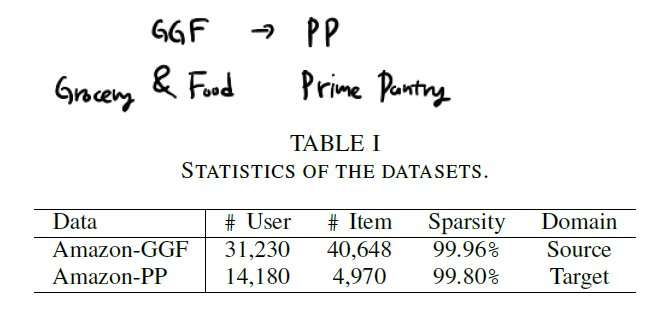 GGF → PP
Grocery & Food Prime Pantry
TABLE I
STATISTICS OF THE DATASETS.
Data # User # Item Sparsity Domain
Amazon-GGF 31,230 40,648 99.96% Source
Amazon-PP 14,180 4,970 99.80% Target